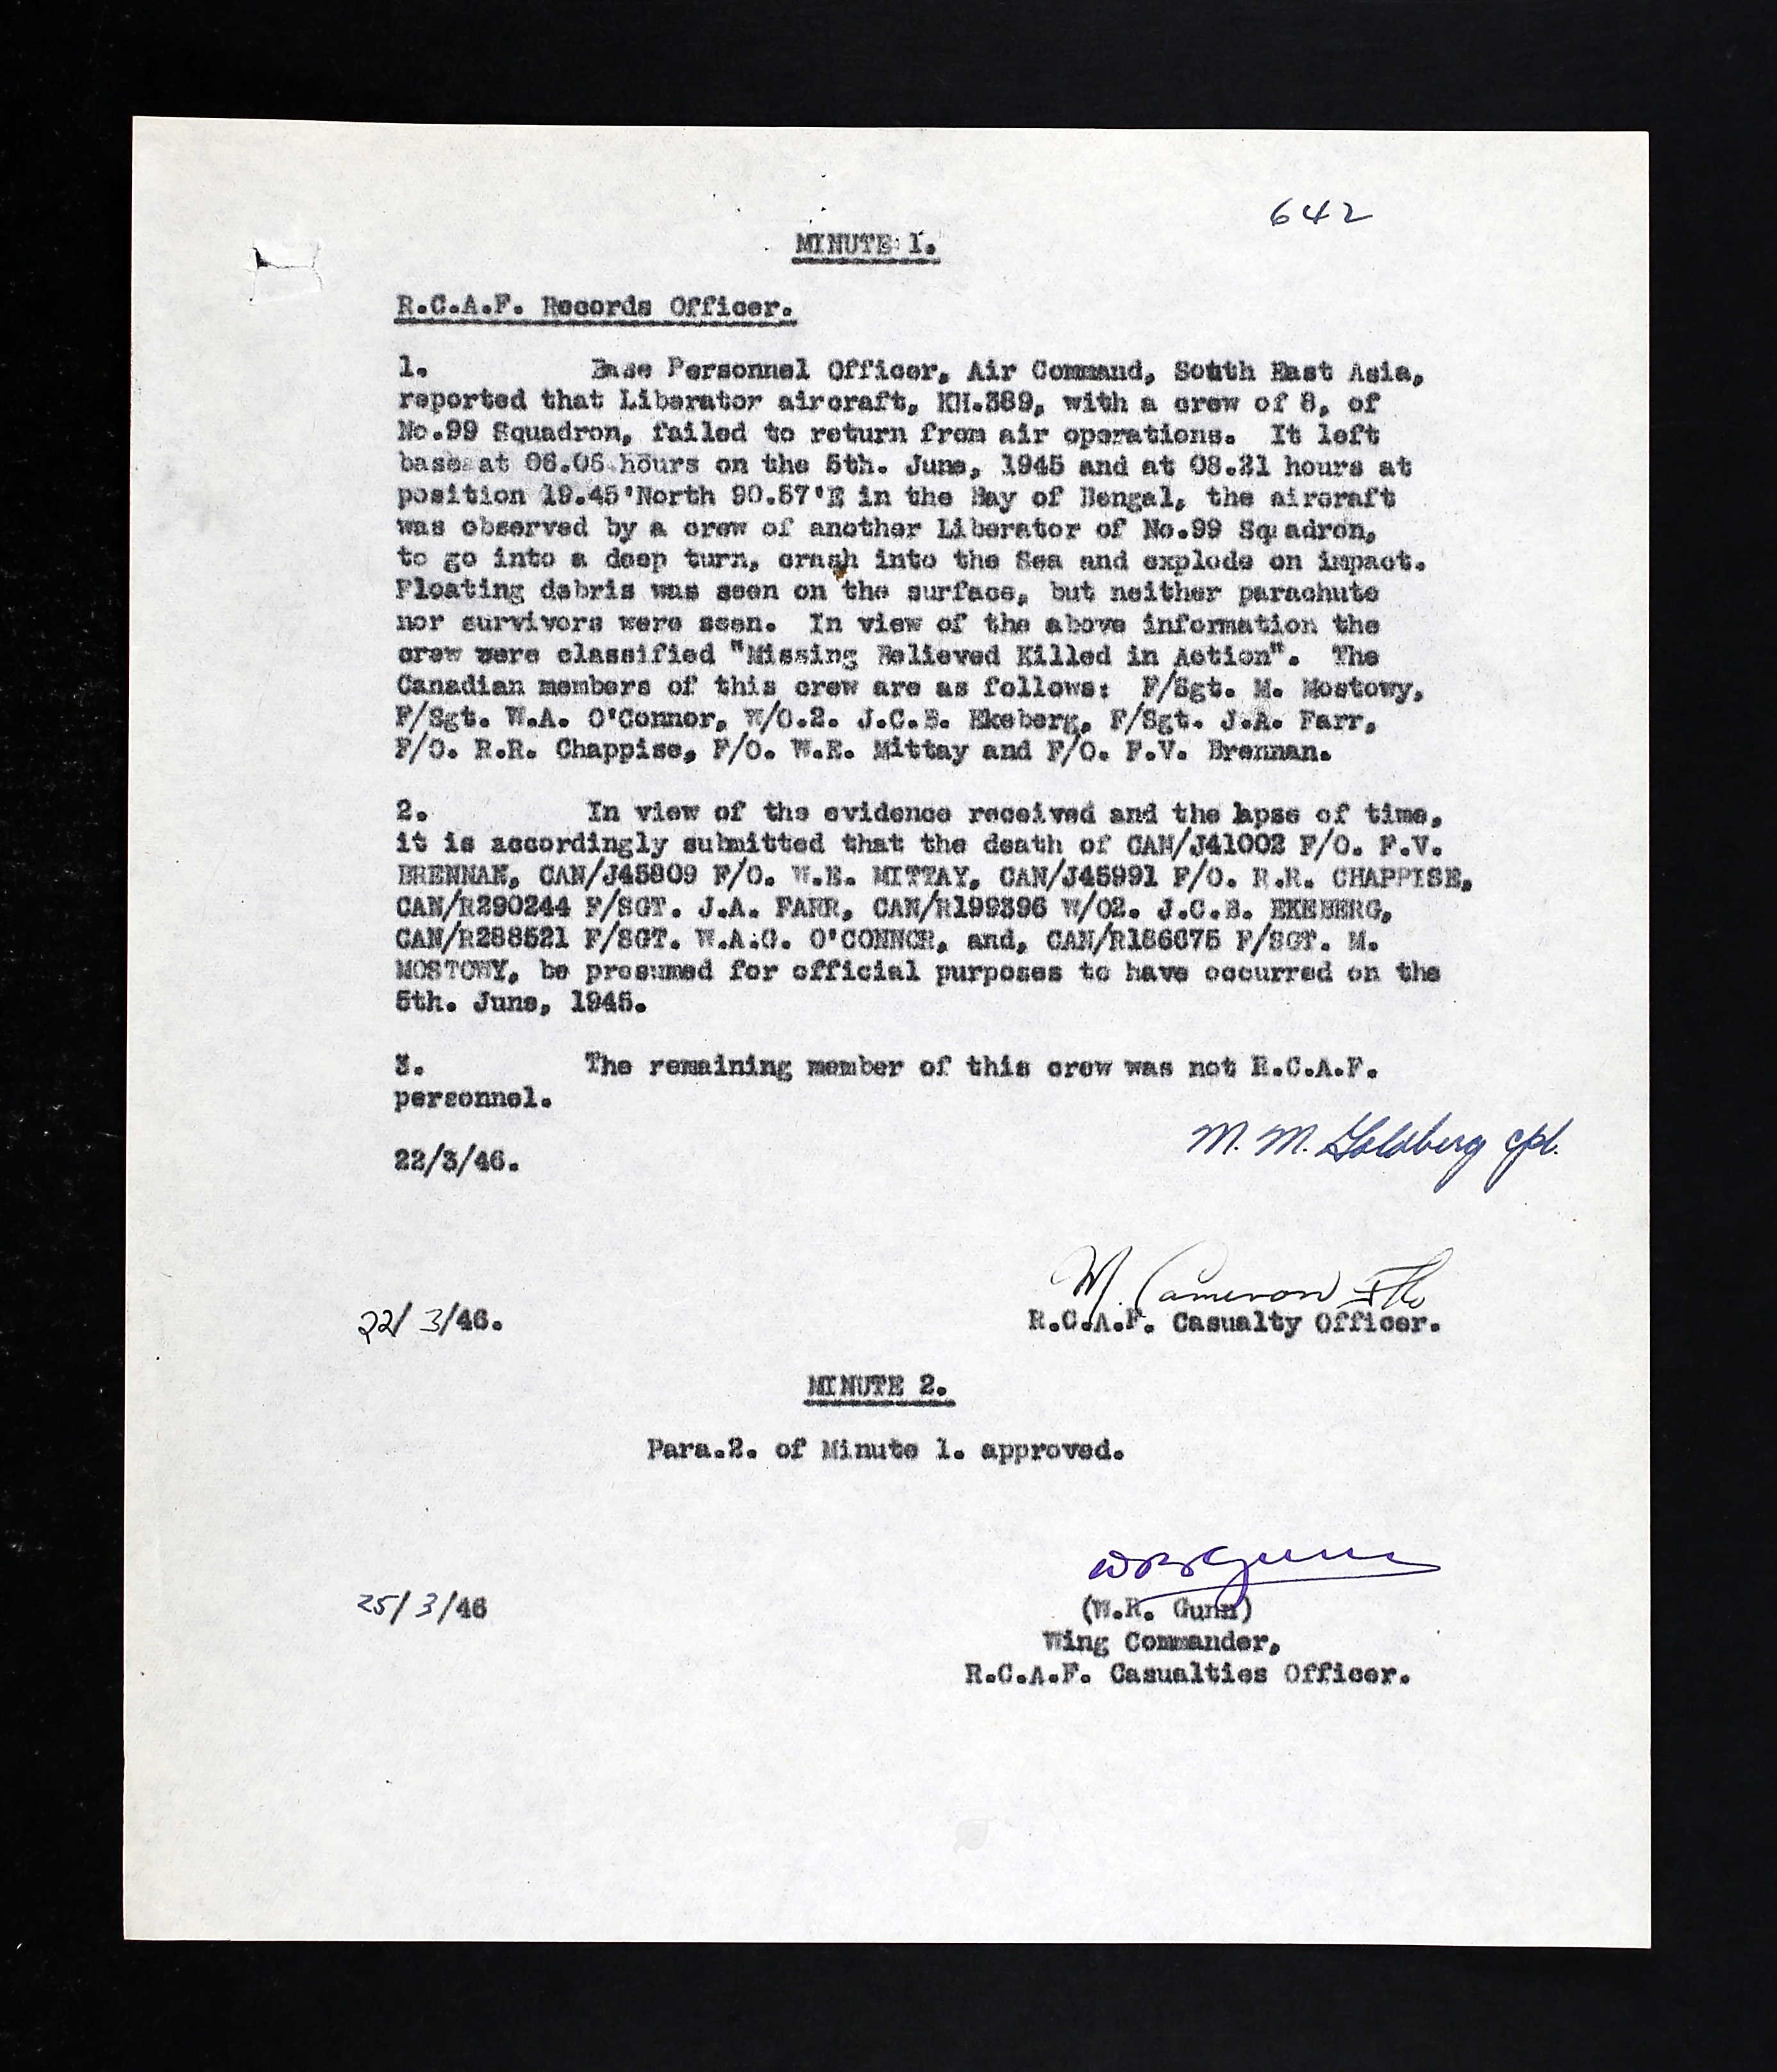 642
MINUTE 1.
R.C.A.F. Records Officer.
1. Base Personnel Officer, Air Command, South East Asia,
reported that Liberator aircraft, KH.389, with a crew of 8, of
No.99 Squadron, failed to return from air operations. It left
base at 06.05 hours on the 5th. June, 1945 and at 08.21 hours at
position 19.45'North 90.57'E in the Bay of Bengal, the aircraft
was observed by a crew of another Liberator of No.99 Squadron,
to go into a deep turn, crash into the Sea and explode on impact.
Floating debris was seen on the surface, but neither parachute
nor survivors were seen. In view of the above information the
crew were classified "Missing Believed Killed in Action". The
Canadian members of this crew are as follows: F/Sgt. M. Mostowy,
F/Sgt. W.A. O'Connor, W/O.2. J.C.B. Ekeberg, F/Sgt. J.A. Farr,
F/O. R.R. Chappise, F/O. W.E. Mittay and F/O. F.V. Brennan.
2. In view of the evidence received and the lapse of time,
it is accordingly submitted that the death of CAN/J41002 F/O. F.V.
BRENNAN, CAN/J45809 F/O. W.E. MITTAY, CAN/J45991 F/O. R.R. CHAPPISE,
CAN/R290244 F/SGT. J.A. FARR, CAN/R199396 W/O2. J.C.B. EKEBERG,
CAN/R288521 F/SGT. W.A.C. O'CONNOR, and, CAN/R186675 F/SGT. M.
MOSTOWY, be presumed for official purposes to have occurred on the
5th. June, 1945.
3. The remaining member of this crew was not R.C.A.F.
personnel.
M. M. Goldberg cpl.
22/3/46.
M. Cameron F/Lo
22/3/46. R.C.A.F. Casualty Officer.
MINUTE 2.
Para.2. of Minute 1. approved.
WRGunn
25/3/46 (W.R. Gunn)
Wing Commander,
R.C.A.F. Casualties Officer.